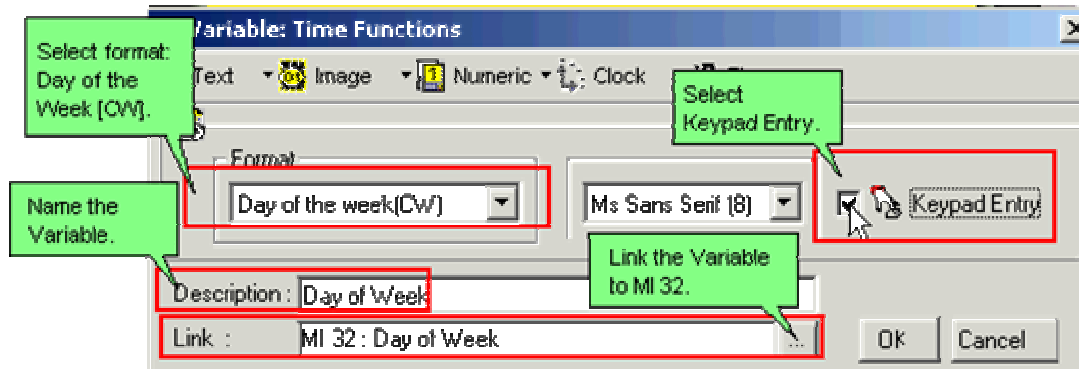 Variable: Time Functions
Select format:
Day of the
Week [CW].
Text Image Numeric Clock
Select
Keypad Entry.
Format
Day of the week(CW) Ms Sans Serif (8) Keypad Entry
Name the
Variable.
Link the Variable
to MI 32.
Description : Day of Week
Link : MI 32 : Day of Week ...
OK Cancel